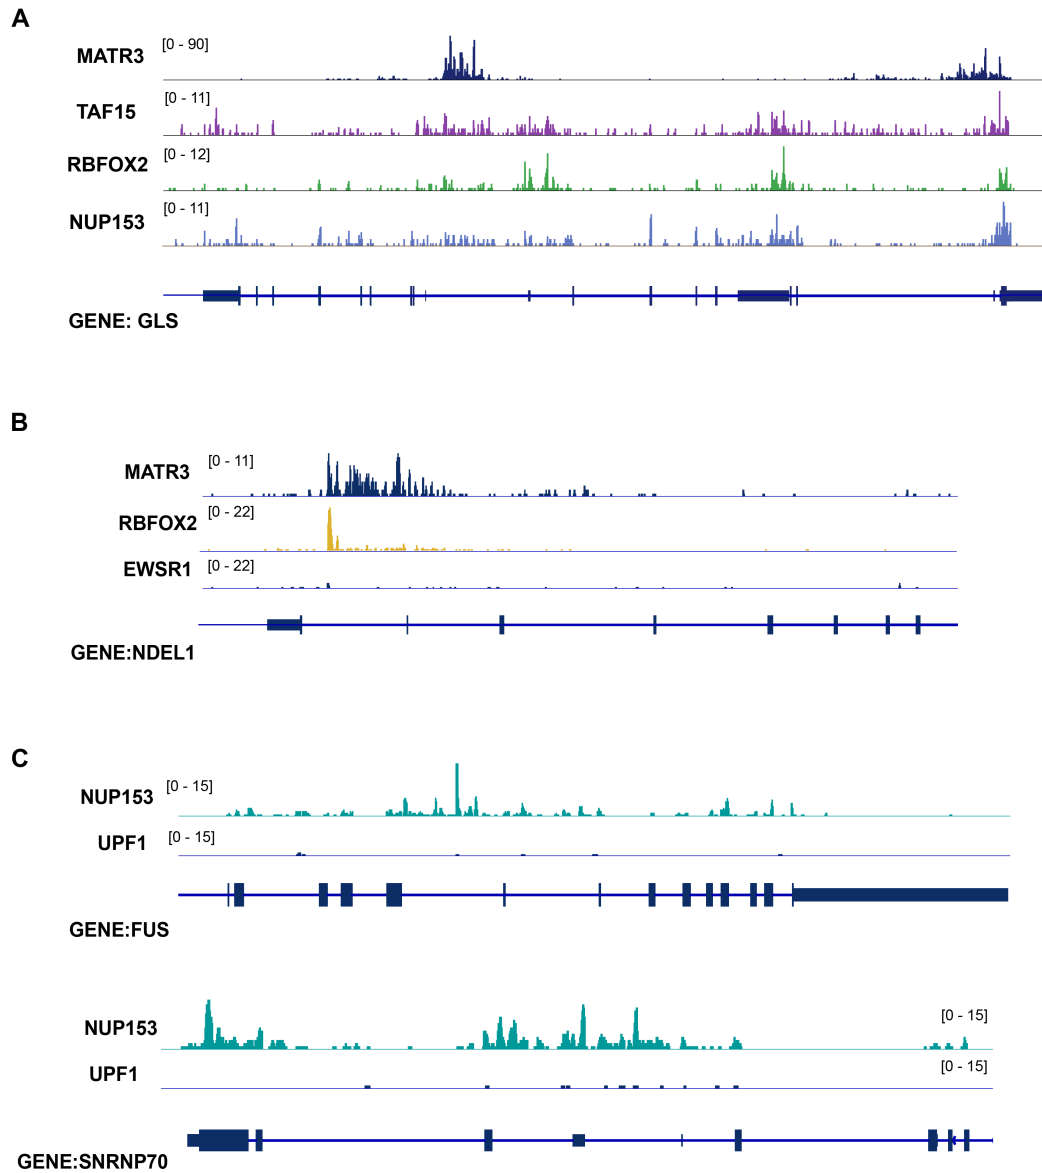 A
MATR3 [0 - 90]
TAF15 [0 - 11]
RBFOX2 [0 - 12]
NUP153 [0 - 11]
GENE: GLS
B
MATR3 [0 - 11]
RBFOX2 [0 - 22]
EWSR1 [0 - 22]
GENE:NDEL1
C
NUP153 [0 - 15]
UPF1 [0 - 15]
GENE:FUS
NUP153 [0 - 15]
UPF1 [0 - 15]
GENE:SNRNP70